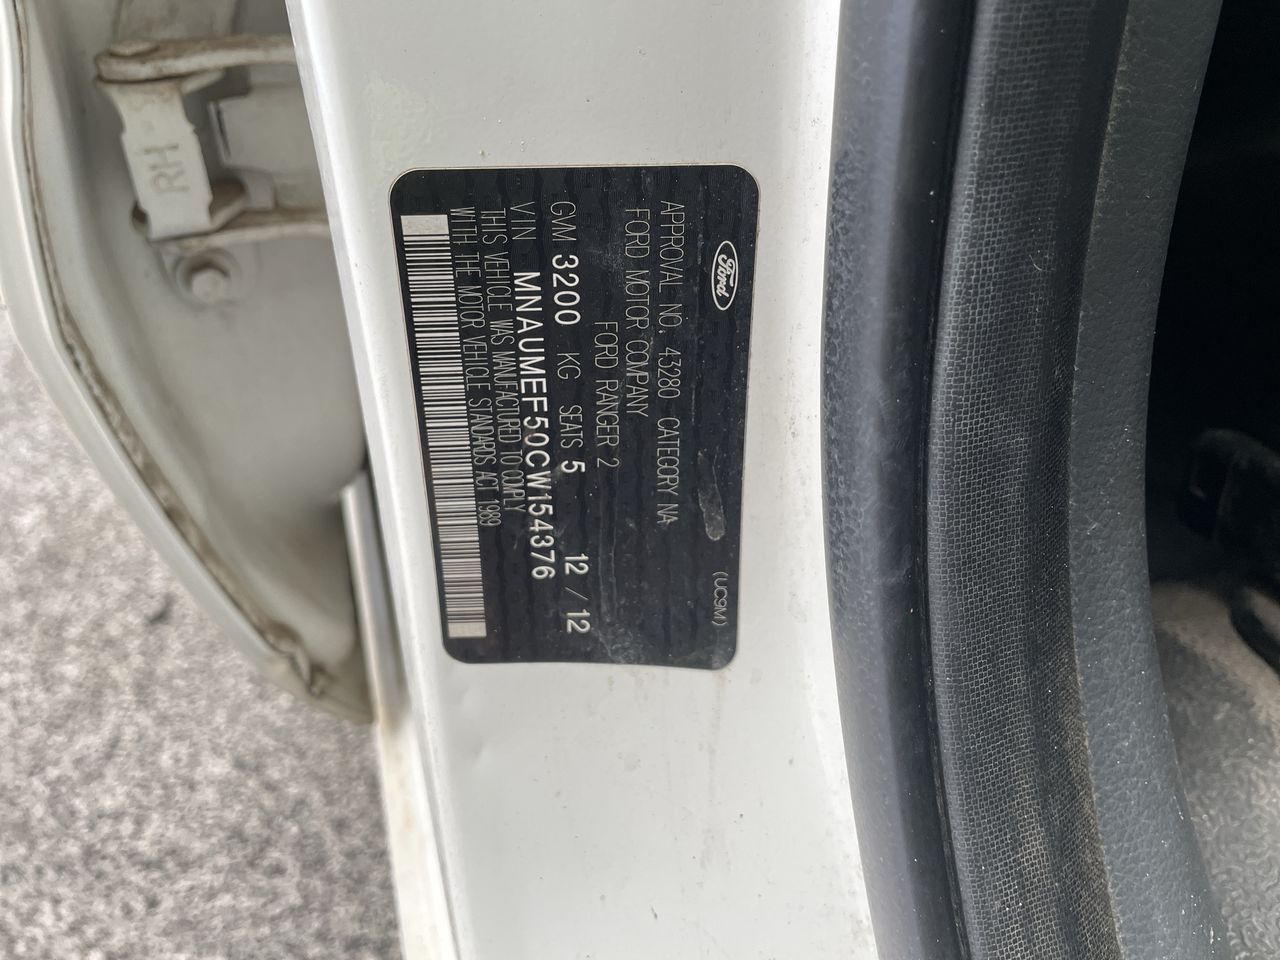 Ford
(UC9M)
APPROVAL NO. 43280 CATEGORY NA
FORD MOTOR COMPANY
FORD RANGER 2
GVM 3200 KG SEATS 5 12 / 12
VIN MNAUMEF50CW154376
THIS VEHICLE WAS MANUFACTURED TO COMPLY
WITH THE MOTOR VEHICLE STANDARDS ACT 1989
RH